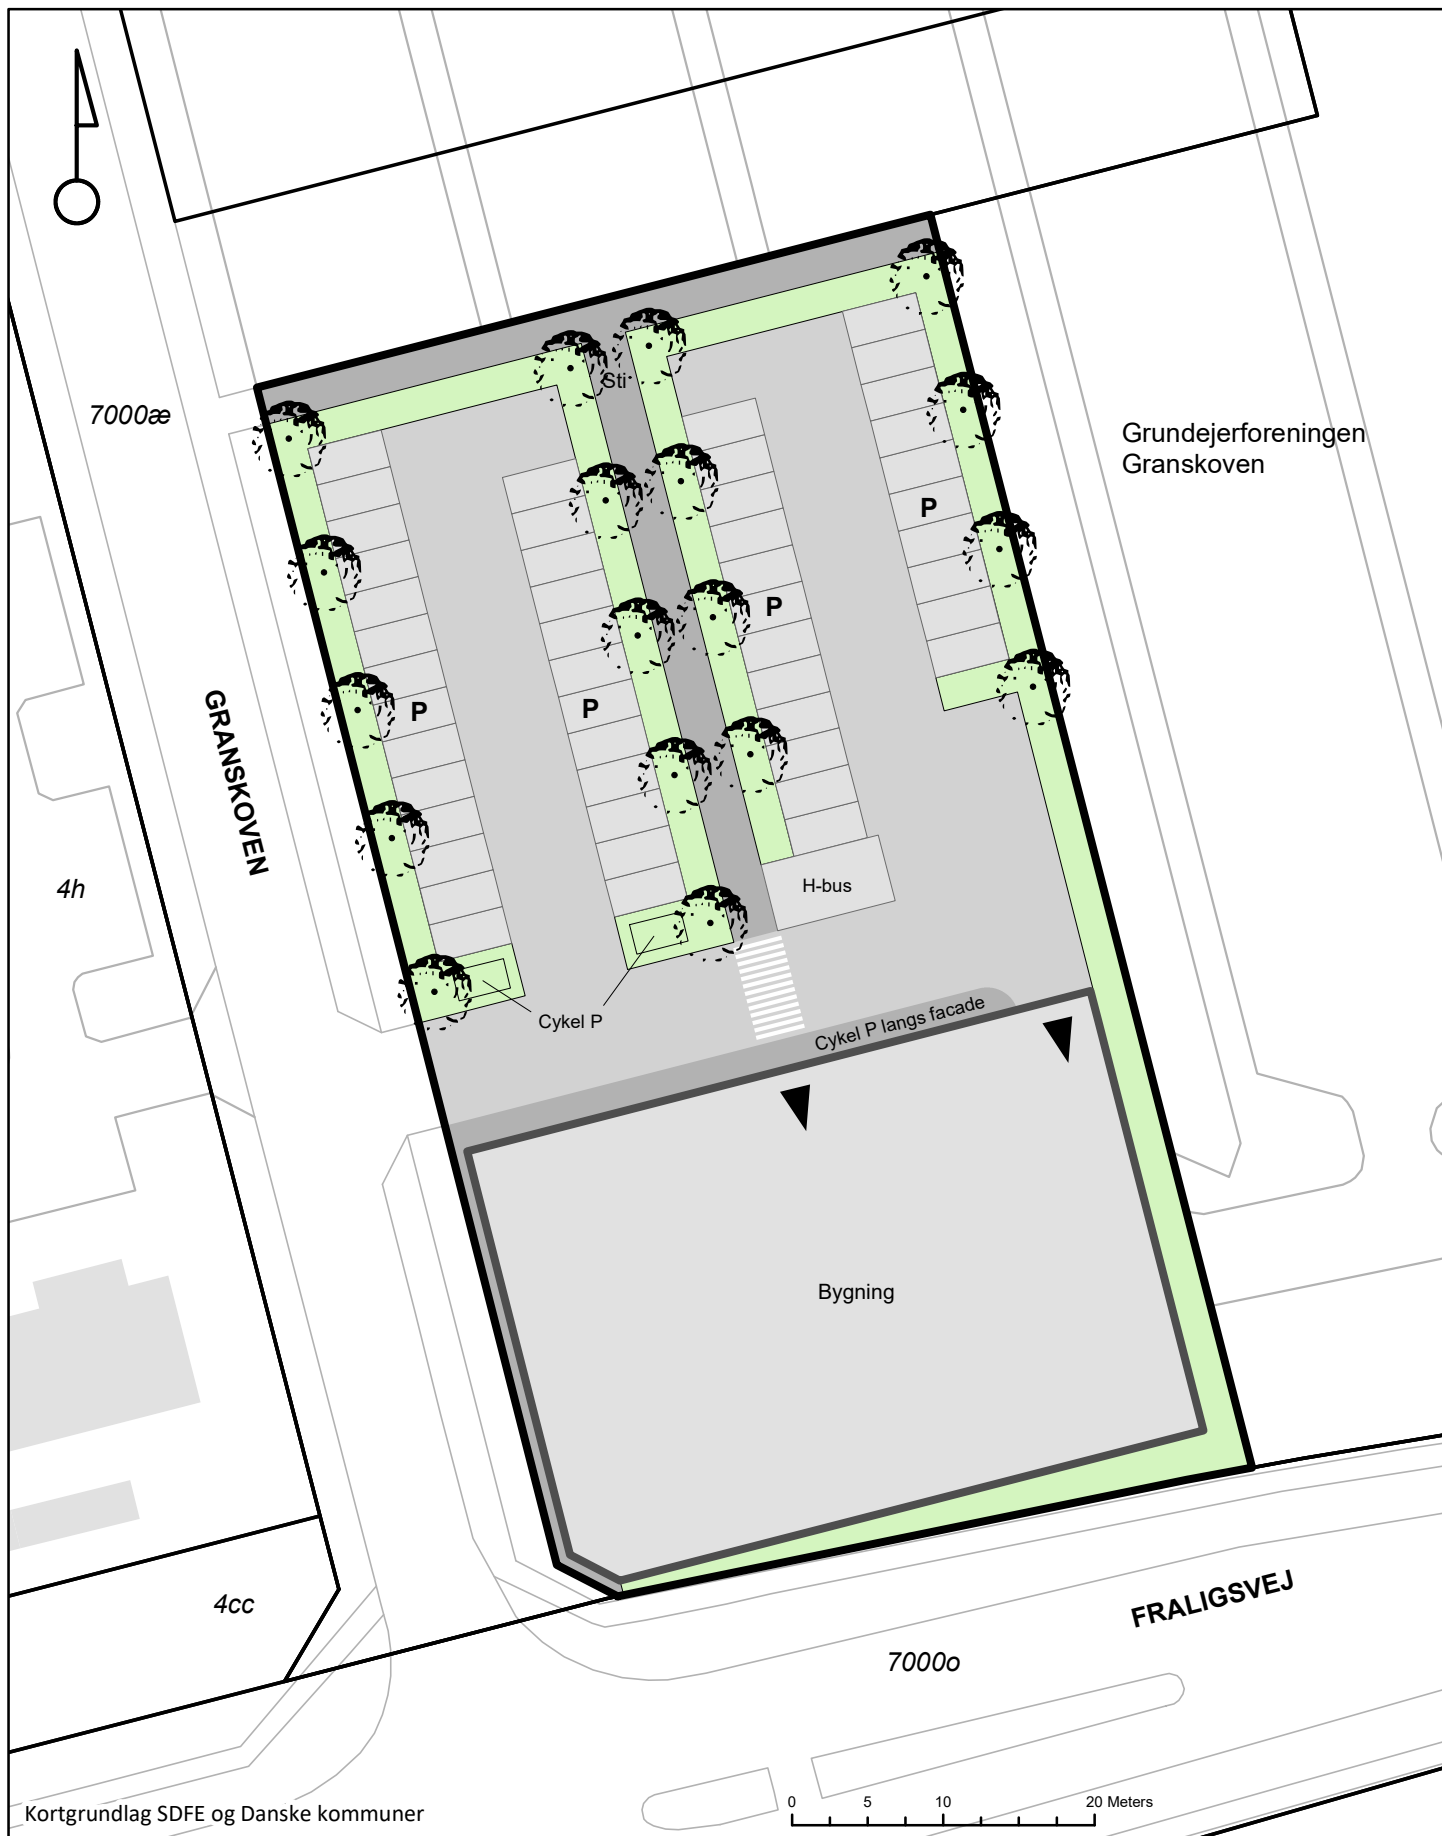 7000æ
Sti
Grundejerforeningen
Granskoven
P
P
P
P
GRANSKOVEN
4h
H-bus
Cykel P
Cykel P langs facade
Bygning
4cc
FRALIGSVEJ
7000o
Kortgrundlag SDFE og Danske kommuner
0 5 10 20 Meters